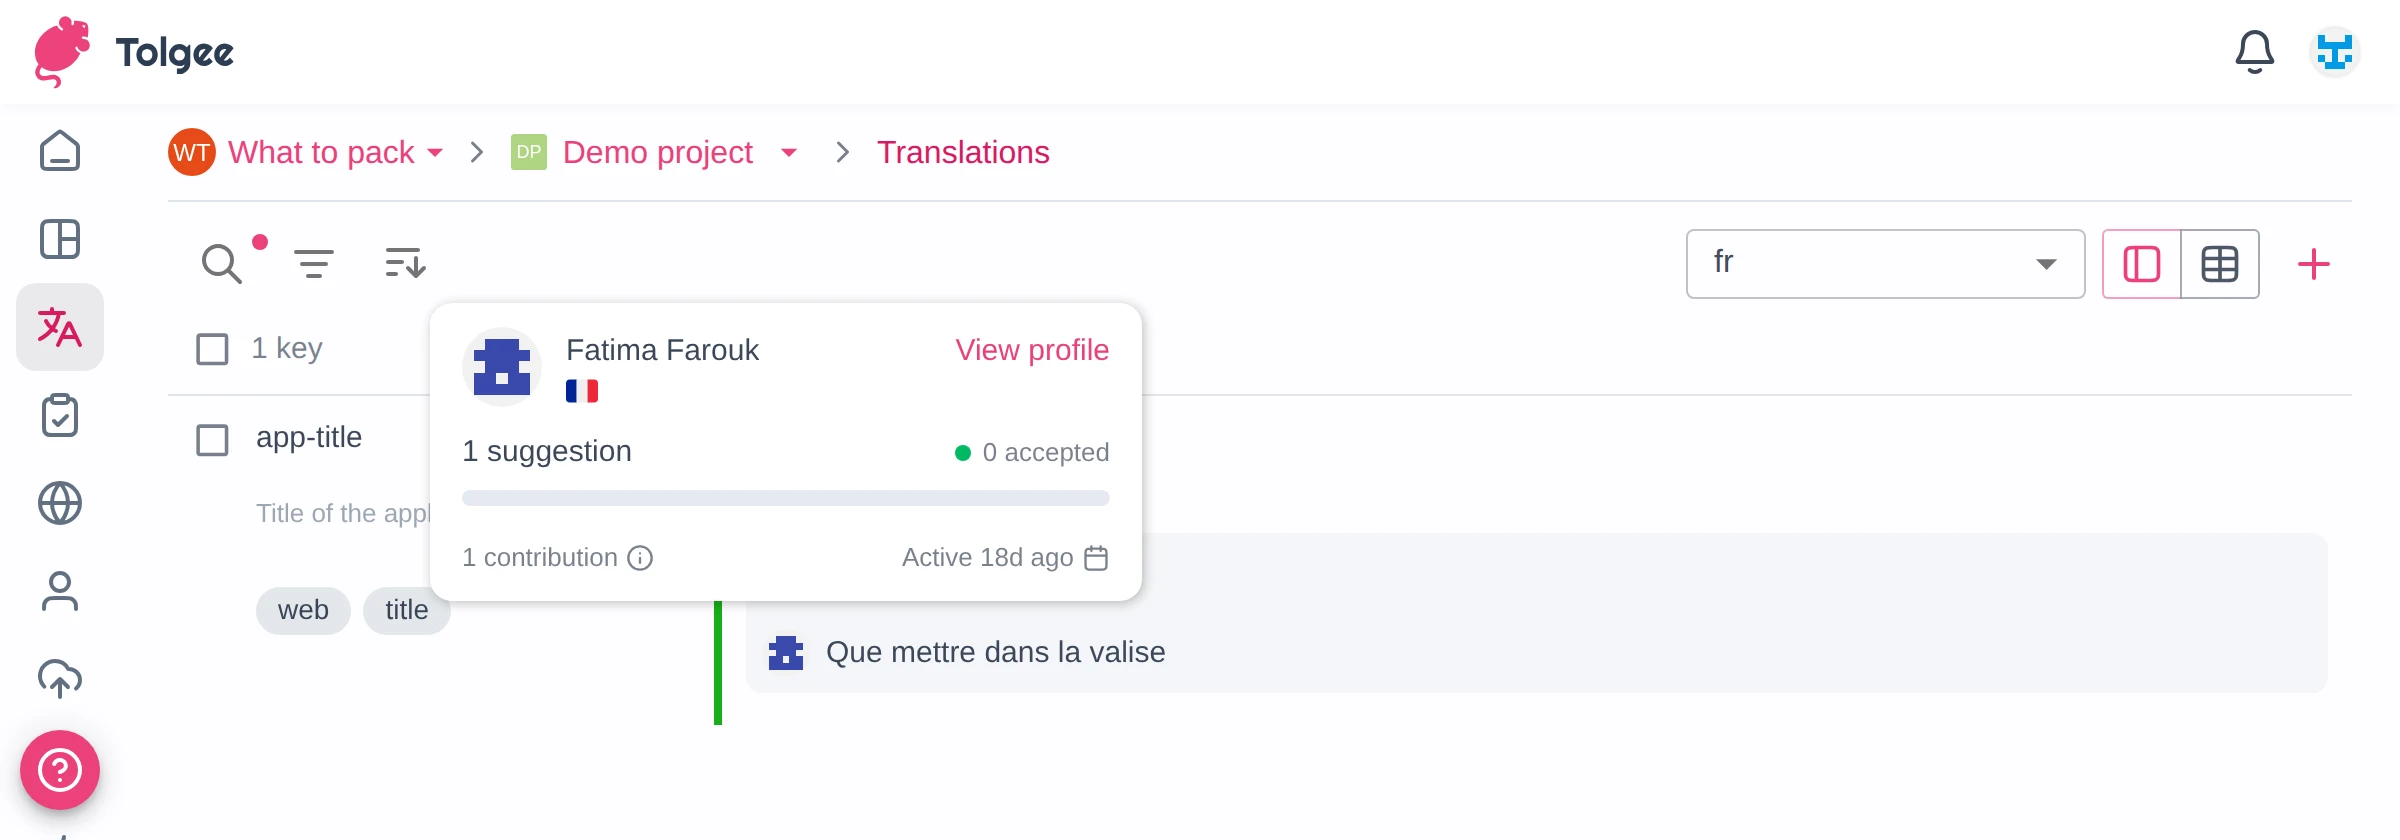 Tolgee
WT What to pack DP Demo project Translations
fr
1 key
Fatima Farouk View profile
app-title
1 suggestion 0 accepted
Title of the appl
1 contribution Active 18d ago
web title
Que mettre dans la valise